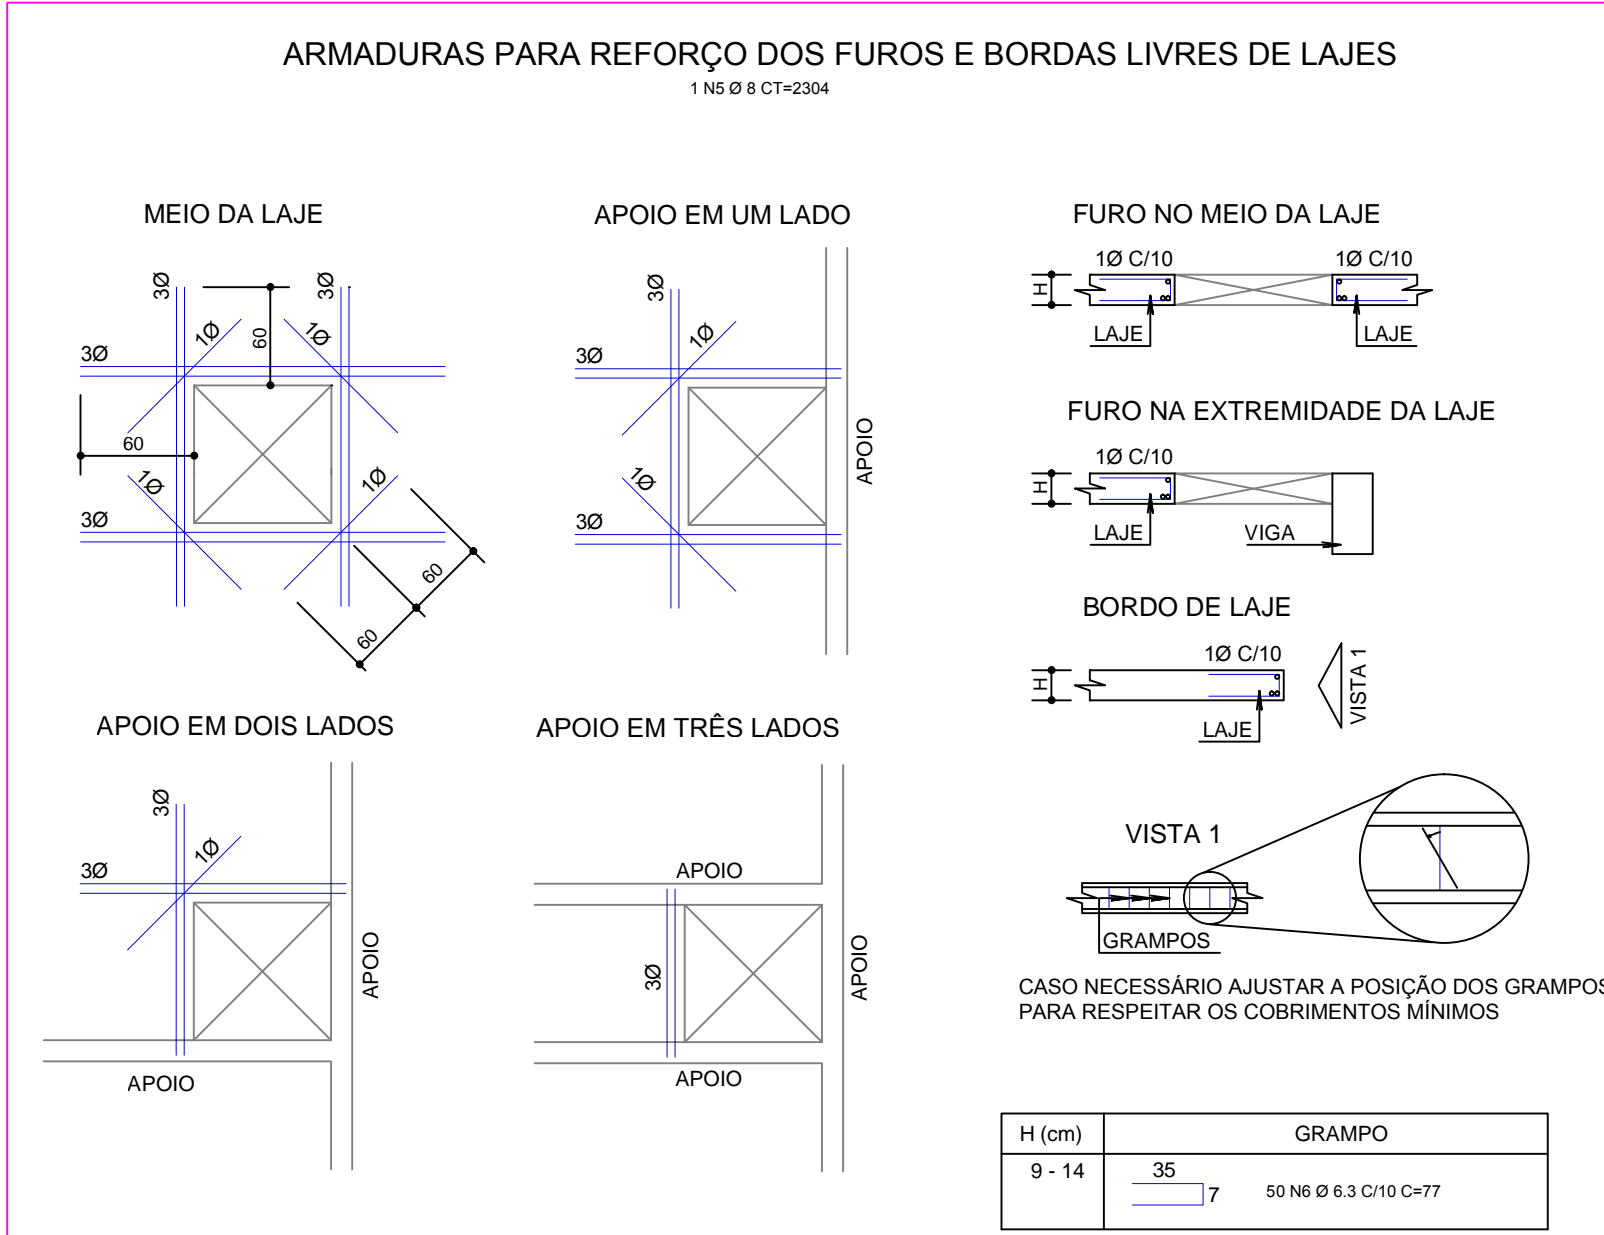 ARMADURAS PARA REFORÇO DOS FUROS E BORDAS LIVRES DE LAJES
1 N5 Ø 8 CT=2304
MEIO DA LAJE
3Ø
3Ø
1Ø
1Ø
60
3Ø
60
1Ø
1Ø
3Ø
60
60
APOIO EM UM LADO
3Ø
1Ø
3Ø
APOIO
1Ø
3Ø
APOIO EM DOIS LADOS
3Ø
1Ø
3Ø
APOIO
APOIO
APOIO EM TRÊS LADOS
APOIO
3Ø
APOIO
APOIO
FURO NO MEIO DA LAJE
1Ø C/10
1Ø C/10
H
LAJE
LAJE
FURO NA EXTREMIDADE DA LAJE
1Ø C/10
H
LAJE
VIGA
BORDO DE LAJE
1Ø C/10
H
LAJE
VISTA 1
VISTA 1
GRAMPOS
CASO NECESSÁRIO AJUSTAR A POSIÇÃO DOS GRAMPOS
PARA RESPEITAR OS COBRIMENTOS MÍNIMOS
H (cm) GRAMPO
9 - 14 35
7 50 N6 Ø 6.3 C/10 C=77